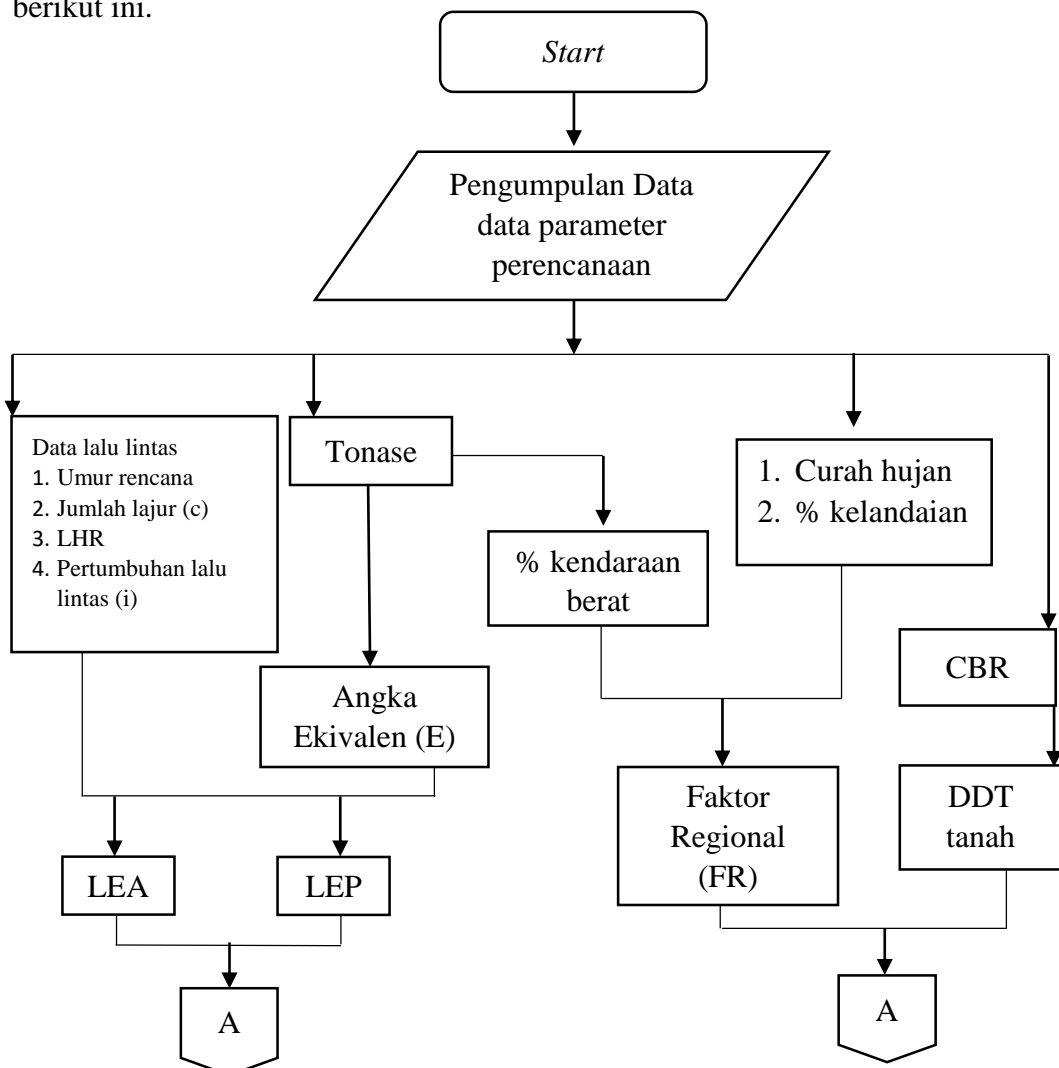 berikut ini.
Start
Pengumpulan Data
data parameter
perencanaan
Data lalu lintas
1. Umur rencana
2. Jumlah lajur (c)
3. LHR
4. Pertumbuhan lalu
lintas (i)
Tonase
1. Curah hujan
2. % kelandaian
% kendaraan
berat
CBR
Angka
Ekivalen (E)
Faktor
Regional
(FR)
DDT
tanah
LEA
LEP
A
A